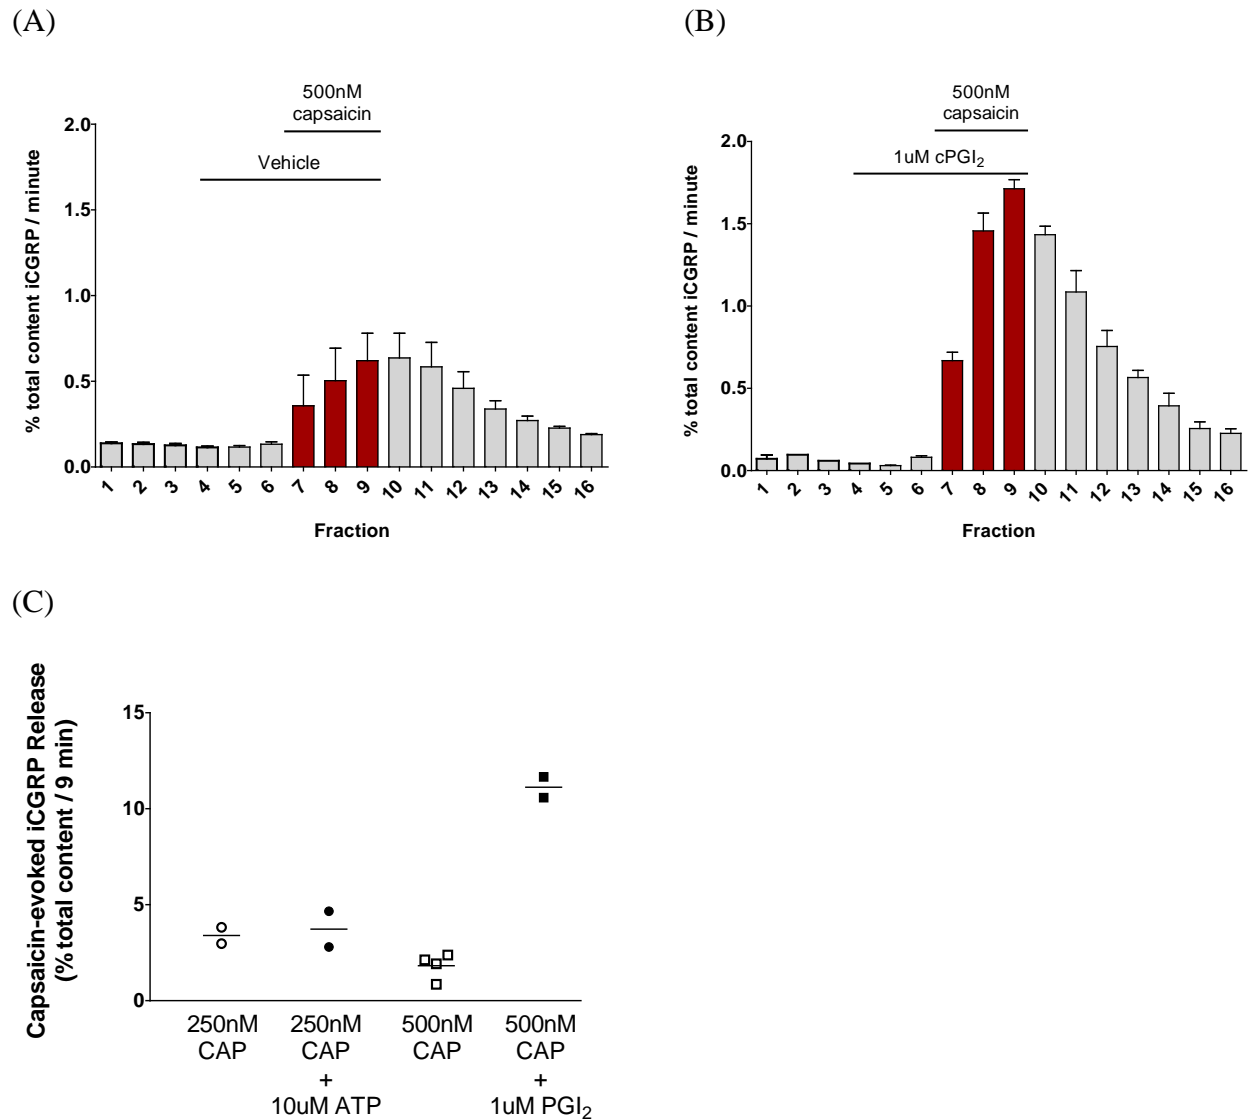 (A)
500nM
capsaicin
Vehicle
% total content iCGRP / minute
2.0
1.5
1.0
0.5
0.0
1 2 3 4 5 6 7 8 9 10 11 12 13 14 15 16
Fraction
(B)
500nM
capsaicin
1uM cPGI₂
% total content iCGRP / minute
2.0
1.5
1.0
0.5
0.0
1 2 3 4 5 6 7 8 9 10 11 12 13 14 15 16
Fraction
(C)
Capsaicin-evoked iCGRP Release
(% total content / 9 min)
15
10
5
0
250nM
CAP
250nM
CAP
+
10uM ATP
500nM
CAP
500nM
CAP
+
1uM PGI₂